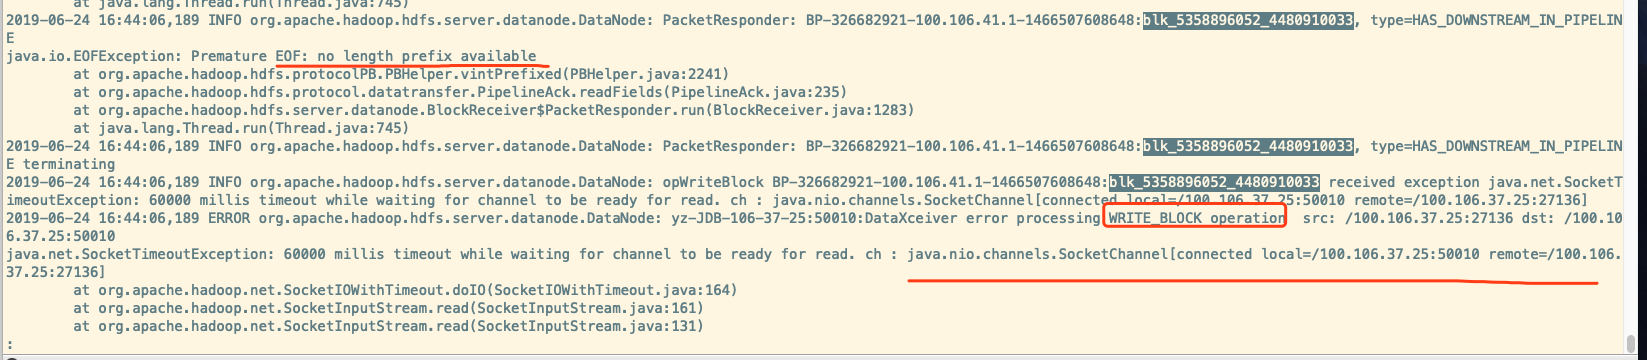 at java.lang.Thread.run(Thread.java:745)
2019-06-24 16:44:06,189 INFO org.apache.hadoop.hdfs.server.datanode.DataNode: PacketResponder: BP-326682921-100.106.41.1-1466507608648:blk_5358896052_4480910033, type=HAS_DOWNSTREAM_IN_PIPELIN
E
java.io.EOFException: Premature EOF: no length prefix available
at org.apache.hadoop.hdfs.protocolPB.PBHelper.vintPrefixed(PBHelper.java:2241)
at org.apache.hadoop.hdfs.protocol.datatransfer.PipelineAck.readFields(PipelineAck.java:235)
at org.apache.hadoop.hdfs.server.datanode.BlockReceiver$PacketResponder.run(BlockReceiver.java:1283)
at java.lang.Thread.run(Thread.java:745)
2019-06-24 16:44:06,189 INFO org.apache.hadoop.hdfs.server.datanode.DataNode: PacketResponder: BP-326682921-100.106.41.1-1466507608648:blk_5358896052_4480910033, type=HAS_DOWNSTREAM_IN_PIPELIN
E terminating
2019-06-24 16:44:06,189 INFO org.apache.hadoop.hdfs.server.datanode.DataNode: opWriteBlock BP-326682921-100.106.41.1-1466507608648:blk_5358896052_4480910033 received exception java.net.SocketT
imeoutException: 60000 millis timeout while waiting for channel to be ready for read. ch : java.nio.channels.SocketChannel[connected local=/100.106.37.25:50010 remote=/100.106.37.25:27136]
2019-06-24 16:44:06,189 ERROR org.apache.hadoop.hdfs.server.datanode.DataNode: yz-JDB-106-37-25:50010:DataXceiver error processing WRITE_BLOCK operation  src: /100.106.37.25:27136 dst: /100.10
6.37.25:50010
java.net.SocketTimeoutException: 60000 millis timeout while waiting for channel to be ready for read. ch : java.nio.channels.SocketChannel[connected local=/100.106.37.25:50010 remote=/100.106.
37.25:27136]
at org.apache.hadoop.net.SocketIOWithTimeout.doIO(SocketIOWithTimeout.java:164)
at org.apache.hadoop.net.SocketInputStream.read(SocketInputStream.java:161)
at org.apache.hadoop.net.SocketInputStream.read(SocketInputStream.java:131)
: